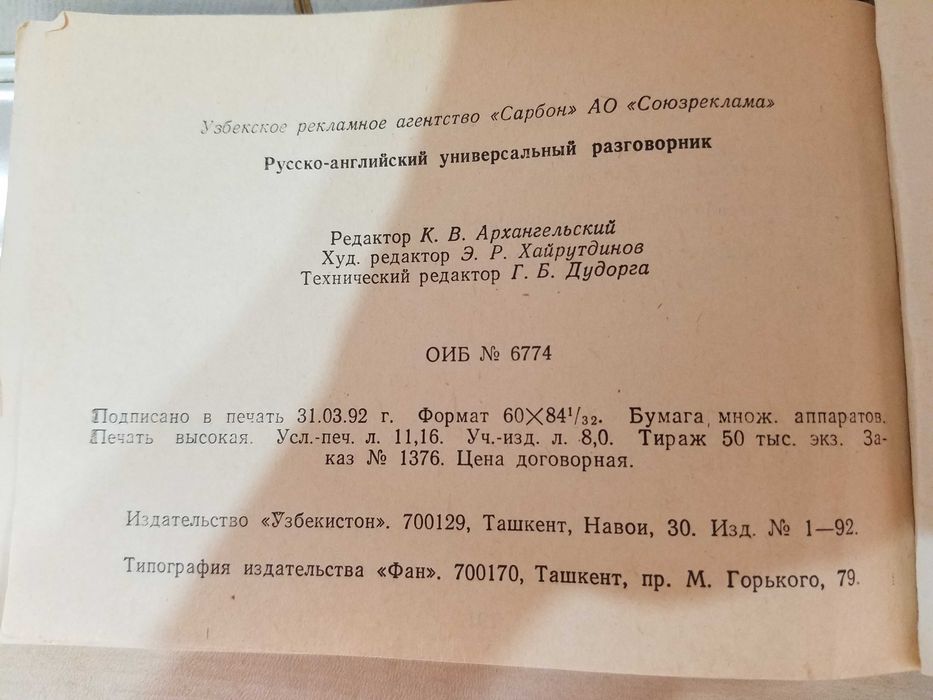 Узбекское рекламное агентство «Сарбон» АО «Союзреклама»
Русско-английский универсальный разговорник
Редактор К. В. Архангельский
Худ. редактор Э. Р. Хайрутдинов
Технический редактор Г. Б. Дудорга
ОИБ № 6774
Подписано в печать 31.03.92 г. Формат 60×84¹/₃₂. Бумага множ. аппаратов.
Печать высокая. Усл.-печ. л. 11,16. Уч.-изд. л. 8,0. Тираж 50 тыс. экз. За-
каз № 1376. Цена договорная.
Издательство «Узбекистон». 700129, Ташкент, Навои, 30. Изд. № 1—92.
Типография издательства «Фан». 700170, Ташкент, пр. М. Горького, 79.